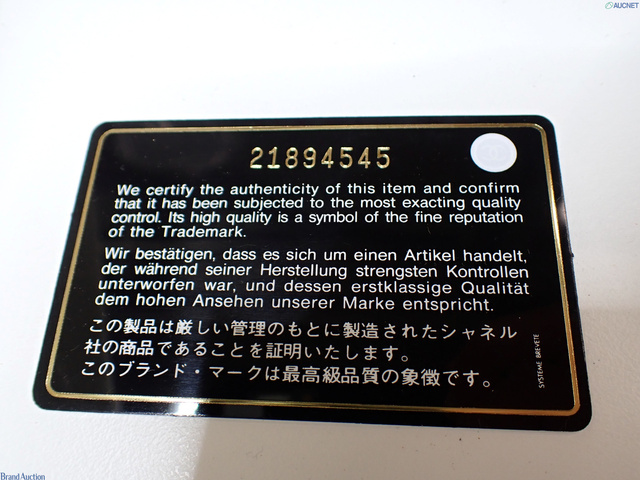 AUCNET
21894545
We certify the authenticity of this item and confirm
that it has been subjected to the most exacting quality
control. Its high quality is a symbol of the fine reputation
of the Trademark.
Wir bestätigen, dass es sich um einen Artikel handelt,
der während seiner Herstellung strengsten Kontrollen
unterworfen war, und dessen erstklassige Qualität
dem hohen Ansehen unserer Marke entspricht.
この製品は厳しい管理のもとに製造されたシャネル
社の商品であることを証明いたします。
このブランド・マークは最高級品質の象徴です。
SYSTEME BREVETE
BrandAuction